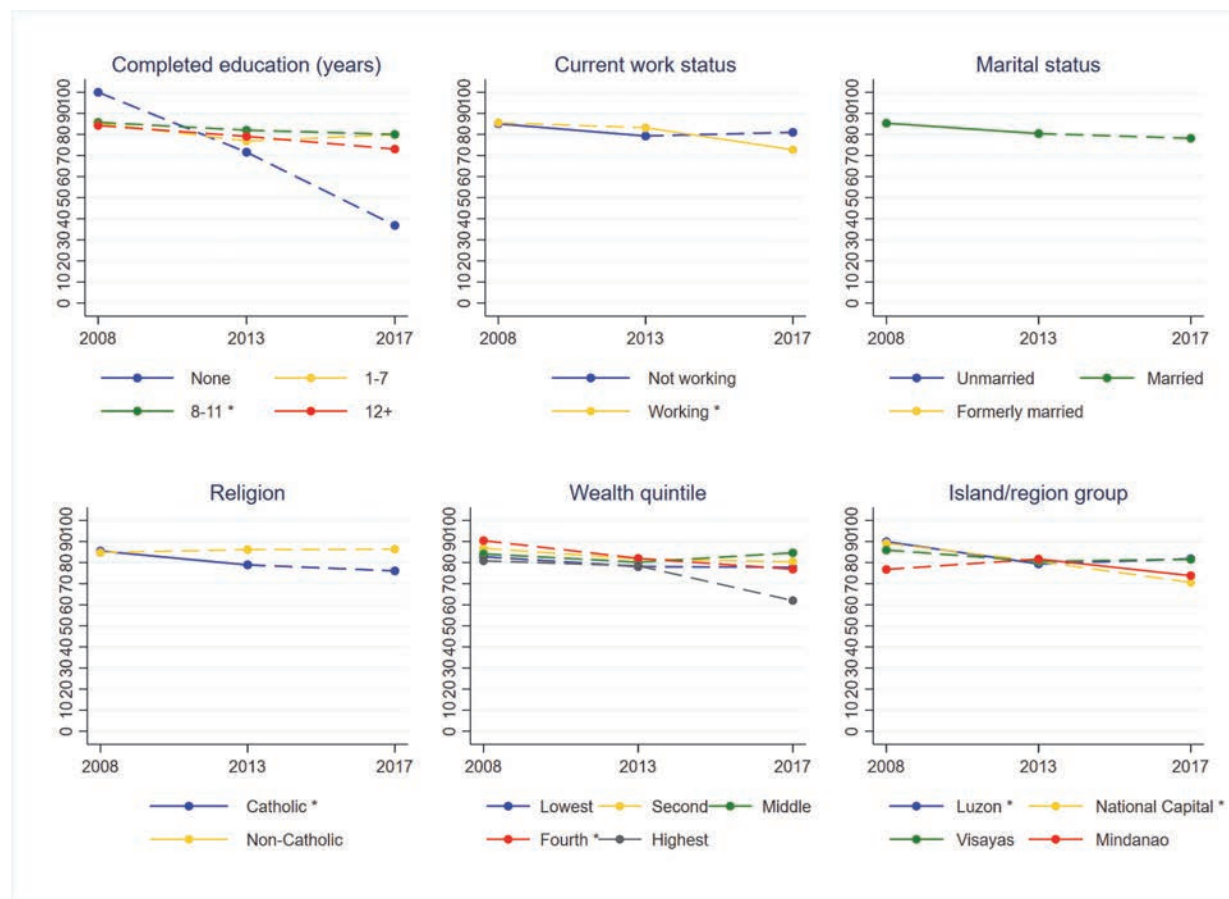 Completed education (years)
0 10 20 30 40 50 60 70 80 90 100
2008 2013 2017
None 1-7
8-11 * 12+
Current work status
0 10 20 30 40 50 60 70 80 90 100
2008 2013 2017
Not working
Working *
Marital status
0 10 20 30 40 50 60 70 80 90 100
2008 2013 2017
Unmarried Married
Formerly married
Religion
0 10 20 30 40 50 60 70 80 90 100
2008 2013 2017
Catholic *
Non-Catholic
Wealth quintile
0 10 20 30 40 50 60 70 80 90 100
2008 2013 2017
Lowest Second Middle
Fourth * Highest
Island/region group
0 10 20 30 40 50 60 70 80 90 100
2008 2013 2017
Luzon * National Capital *
Visayas Mindanao